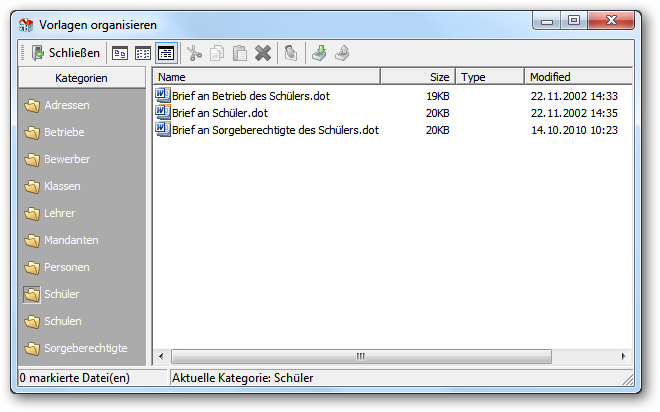 Vorlagen organisieren
Schließen
Kategorien
Adressen
Betriebe
Bewerber
Klassen
Lehrer
Mandanten
Personen
Schüler
Schulen
Sorgeberechtigte
Name Size Type Modified
Brief an Betrieb des Schülers.dot 19KB 22.11.2002 14:33
Brief an Schüler.dot 20KB 22.11.2002 14:35
Brief an Sorgeberechtigte des Schülers.dot 20KB 14.10.2010 10:23
0 markierte Datei(en) Aktuelle Kategorie: Schüler